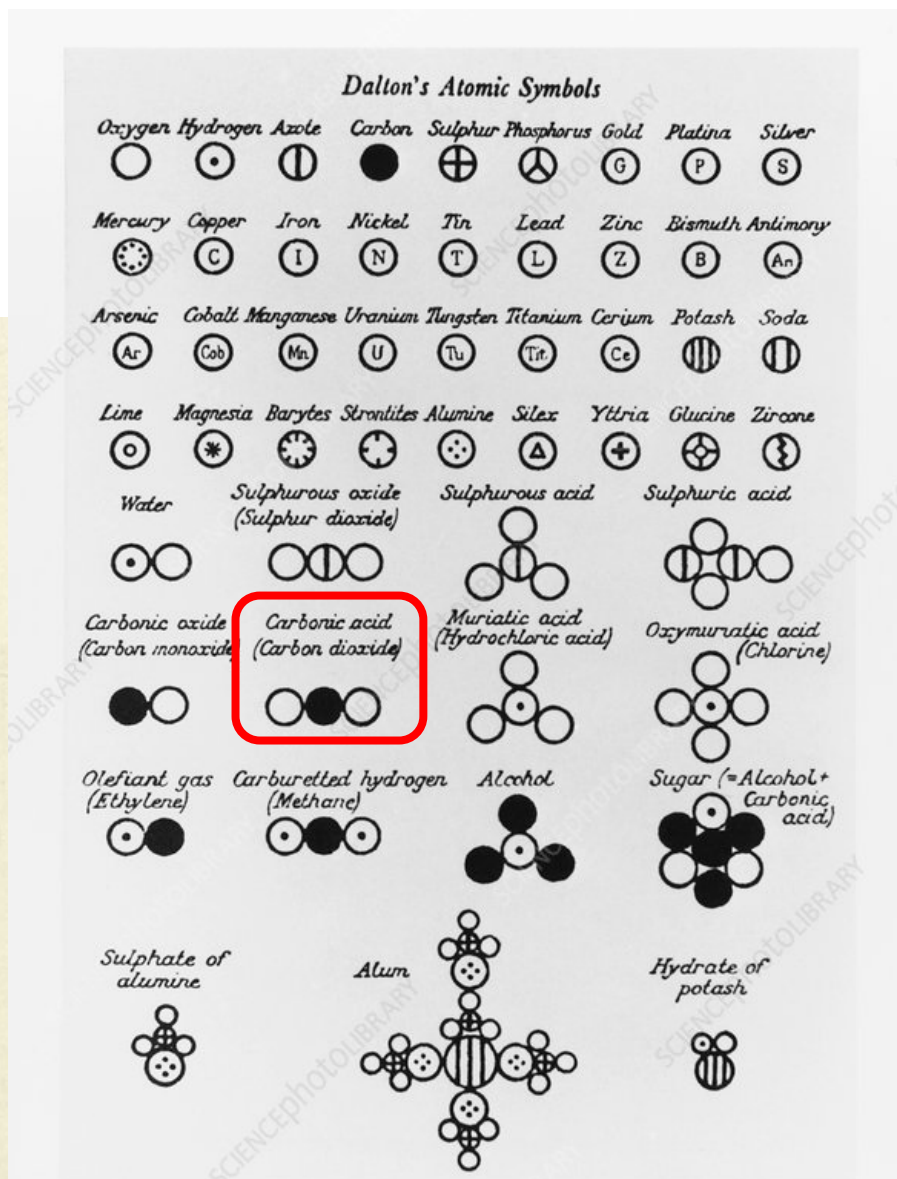 Dalton's Atomic Symbols
Oxygen Hydrogen Azote Carbon Sulphur Phosphorus Gold Platina Silver
G P S
Mercury Copper Iron Nickel Tin Lead Zinc Bismuth Antimony
C I N T L Z B An
Arsenic Cobalt Manganese Uranium Tungsten Titanium Cerium Potash Soda
Ar Cob Mn U Tu Tit Ce
Lime Magnesia Barytes Strontites Alumine Silex Yttria Glucine Zircone
Water
Sulphurous oxide
(Sulphur dioxide)
Sulphurous acid
Sulphuric acid
Carbonic oxide
(Carbon monoxide)
Carbonic acid
(Carbon dioxide)
Muriatic acid
(Hydrochloric acid)
Oxymuriatic acid
(Chlorine)
Olefiant gas
(Ethylene)
Carburetted hydrogen
(Methane)
Alcohol
Sugar (=Alcohol+
Carbonic
acid)
Sulphate of
alumine
Alum
Hydrate of
potash
SCIENCEPHOTOLIBRARY